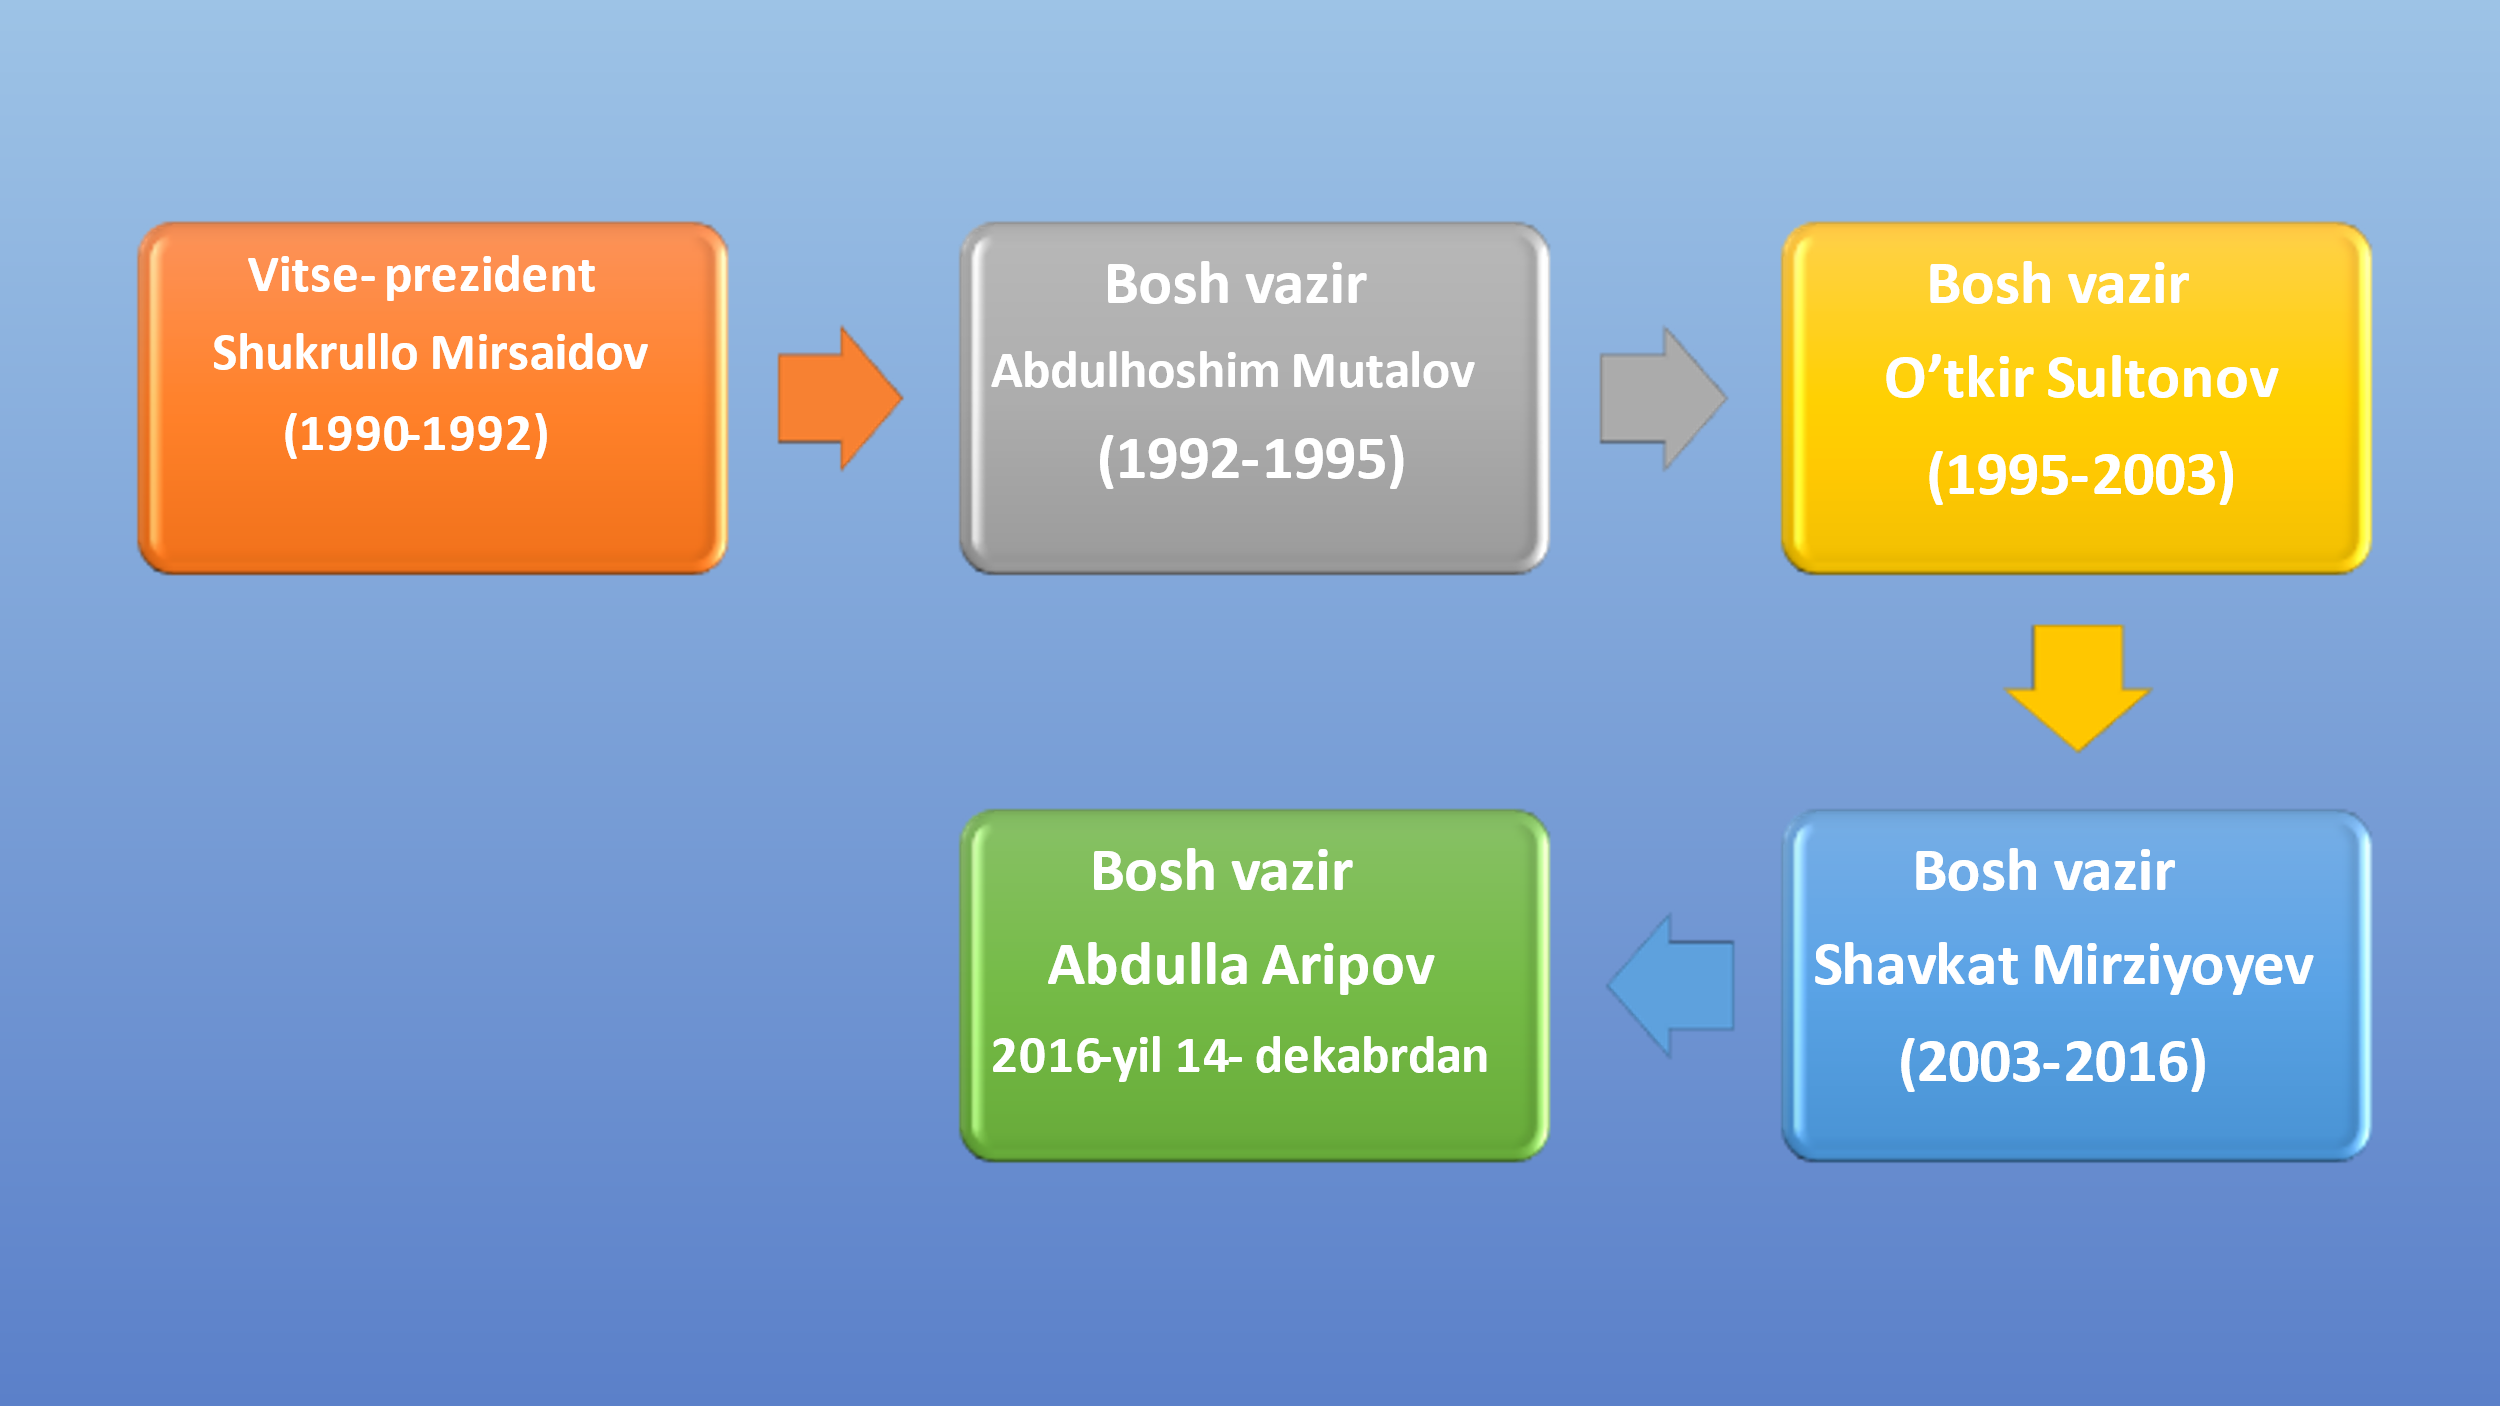 Vitse- prezident
Shukrullo Mirsaidov
(1990-1992)
Bosh vazir
Abdulhoshim Mutalov
(1992-1995)
Bosh vazir
O’tkir Sultonov
(1995-2003)
Bosh vazir
Shavkat Mirziyoyev
(2003-2016)
Bosh vazir
Abdulla Aripov
2016-yil 14- dekabrdan